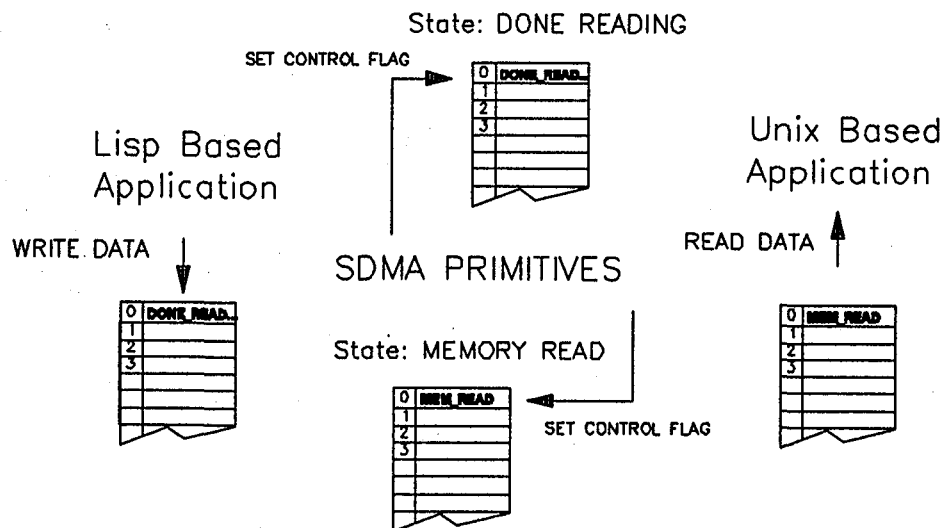 State: DONE READING
SET CONTROL FLAG
0 DONE_READ...
1
2
3
Lisp Based
Application
Unix Based
Application
WRITE DATA
READ DATA
SDMA PRIMITIVES
0 DONE_READ...
1
2
3
0 MEM_READ
1
2
3
State: MEMORY READ
0 MEM_READ
1
2
3
SET CONTROL FLAG